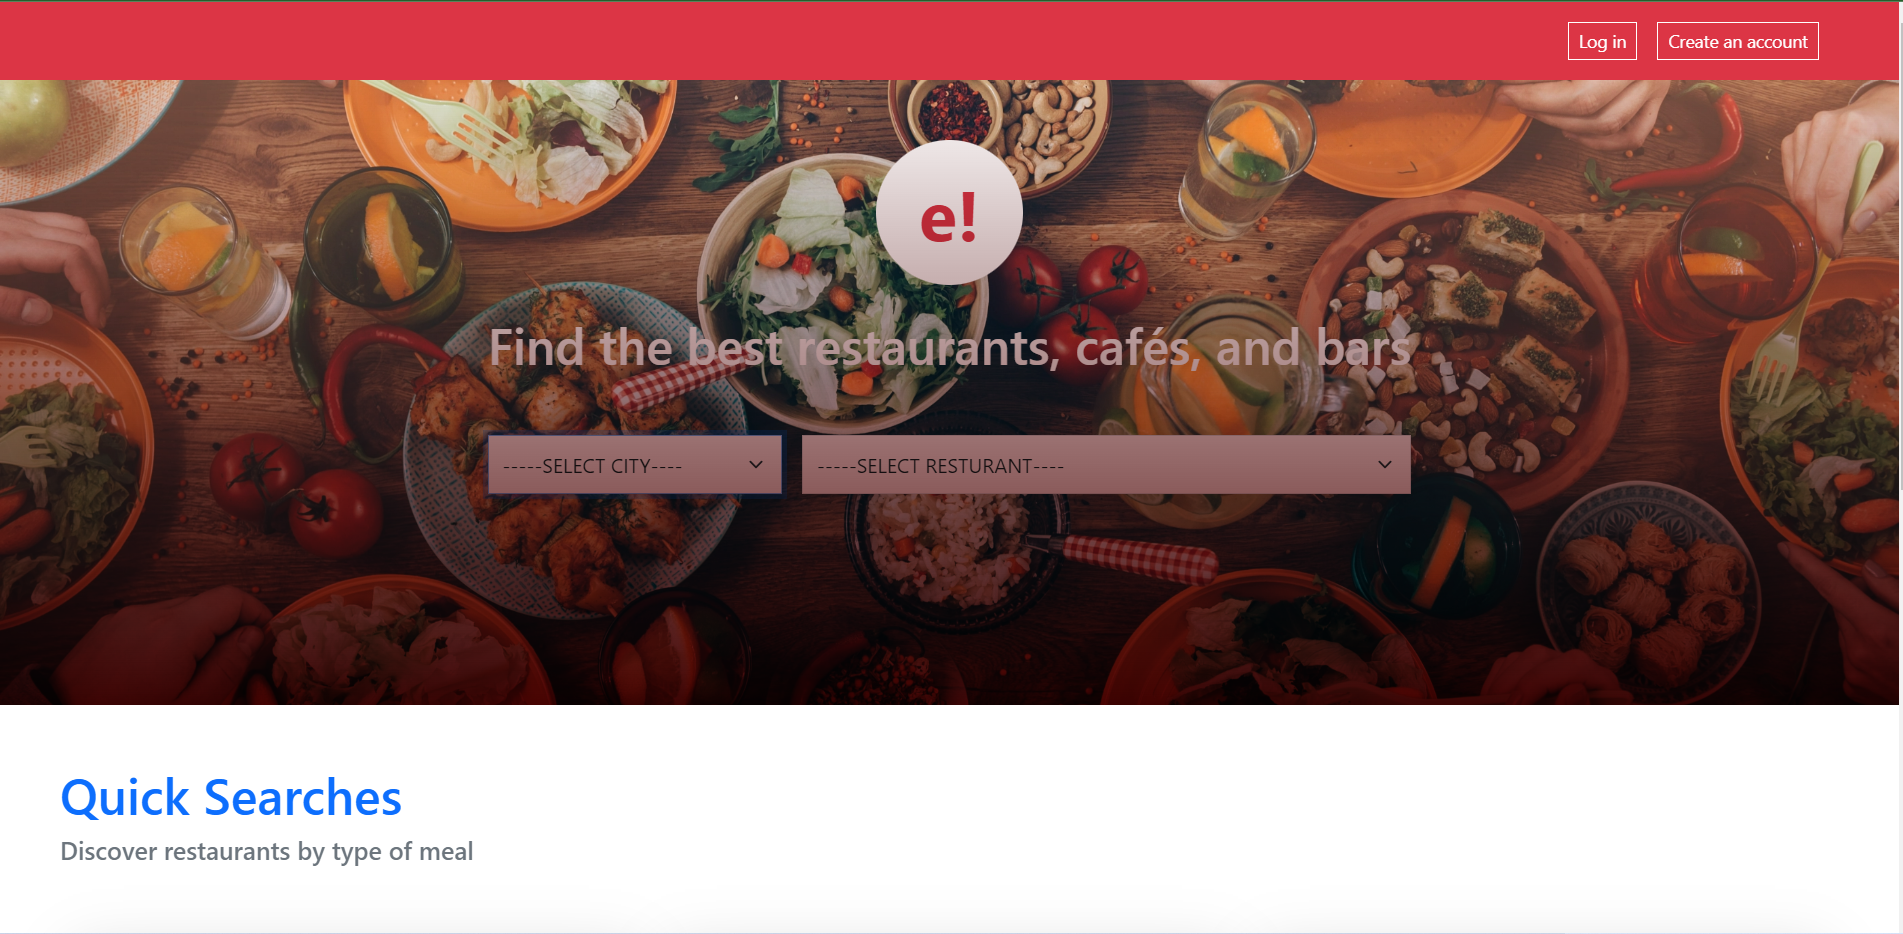 Log in
Create an account
e!
Find the best restaurants, cafés, and bars
-----SELECT CITY----
-----SELECT RESTURANT----
Quick Searches
Discover restaurants by type of meal